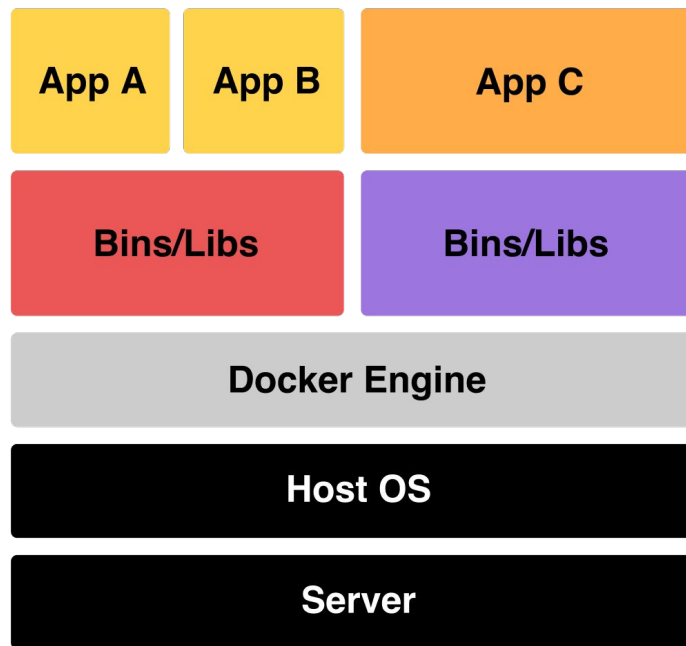 App A
App B
App C
Bins/Libs
Bins/Libs
Docker Engine
Host OS
Server